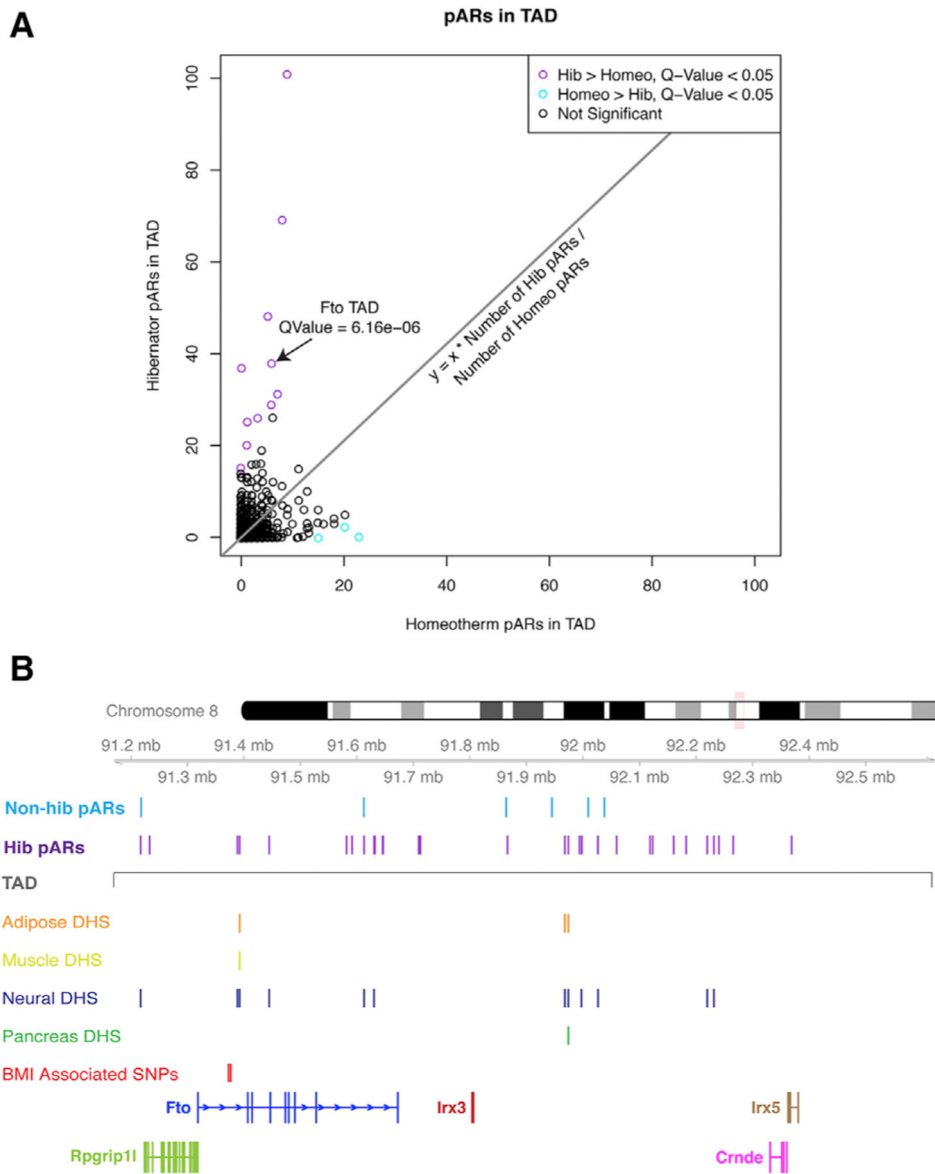 A
pARs in TAD
Hib > Homeo, Q−Value < 0.05
Homeo > Hib, Q−Value < 0.05
Not Significant
100
80
60
40
20
0
Hibernator pARs in TAD
Fto TAD
QValue = 6.16e−06
y = x * Number of Hib pARs /
Number of Homeo pARs
0 20 40 60 80 100
Homeotherm pARs in TAD
B
Chromosome 8
91.2 mb 91.4 mb 91.6 mb 91.8 mb 92 mb 92.2 mb 92.4 mb
91.3 mb 91.5 mb 91.7 mb 91.9 mb 92.1 mb 92.3 mb 92.5 mb
Non-hib pARs
Hib pARs
TAD
Adipose DHS
Muscle DHS
Neural DHS
Pancreas DHS
BMI Associated SNPs
Fto Irx3 Irx5
Rpgrip1l Crnde